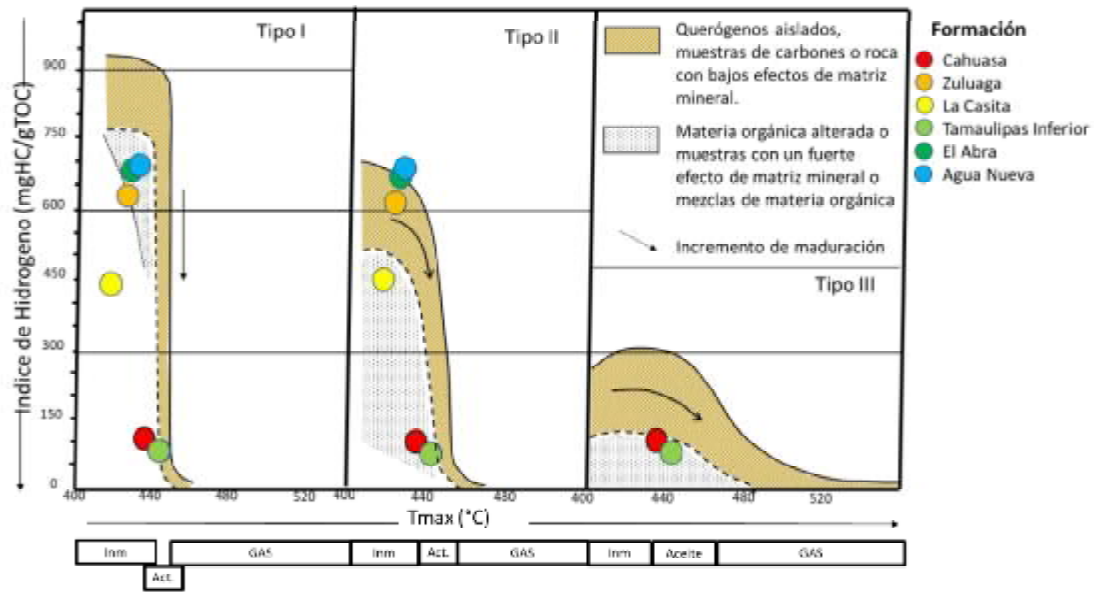 Tipo I
Tipo II
Querógenos aislados,
muestras de carbones o roca
con bajos efectos de matriz
mineral.
Materia orgánica alterada o
muestras con un fuerte
efecto de matriz mineral o
mezclas de materia orgánica
Incremento de maduración
Tipo III
Formación
Cahuasa
Zuluaga
La Casita
Tamaulipas Inferior
El Abra
Agua Nueva
Indice de Hidrogeno (mgHC/gTOC)
900
750
600
450
300
150
0
400 440 480 520 400 440 480 400 440 480 520
Tmax (°C)
Inm GAS Inm Act. GAS Inm Aceite GAS
Act.